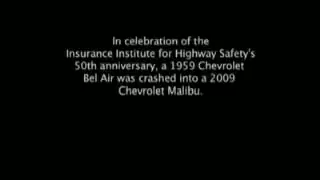 In celebration of the
Insurance Institute for Highway Safety's
50th anniversary, a 1959 Chevrolet
Bel Air was crashed into a 2009
Chevrolet Malibu.